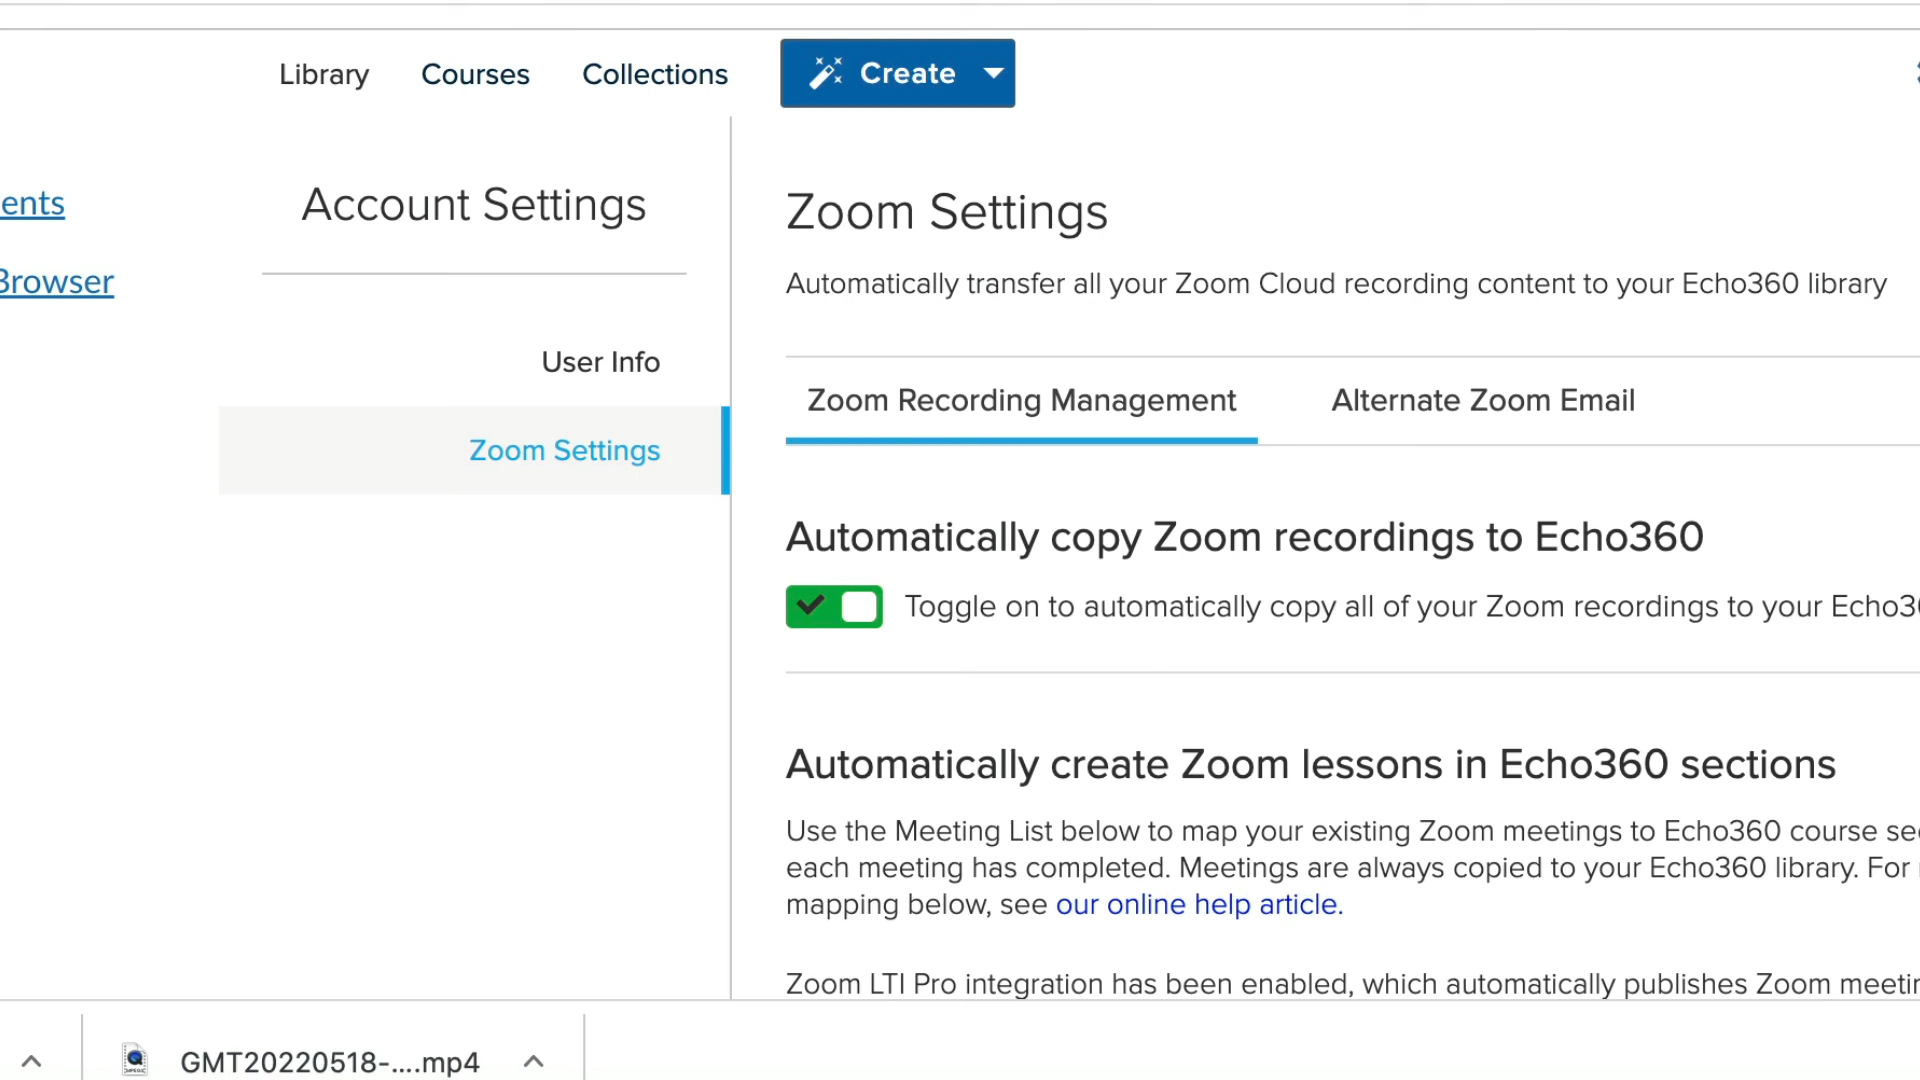 Library Courses Collections Create
ents
Browser
Account Settings
User Info
Zoom Settings
Zoom Settings
Automatically transfer all your Zoom Cloud recording content to your Echo360 library
Zoom Recording Management Alternate Zoom Email
Automatically copy Zoom recordings to Echo360
Toggle on to automatically copy all of your Zoom recordings to your Echo3
Automatically create Zoom lessons in Echo360 sections
Use the Meeting List below to map your existing Zoom meetings to Echo360 course se
each meeting has completed. Meetings are always copied to your Echo360 library. For
mapping below, see our online help article.
Zoom LTI Pro integration has been enabled, which automatically publishes Zoom meetin
GMT20220518-....mp4